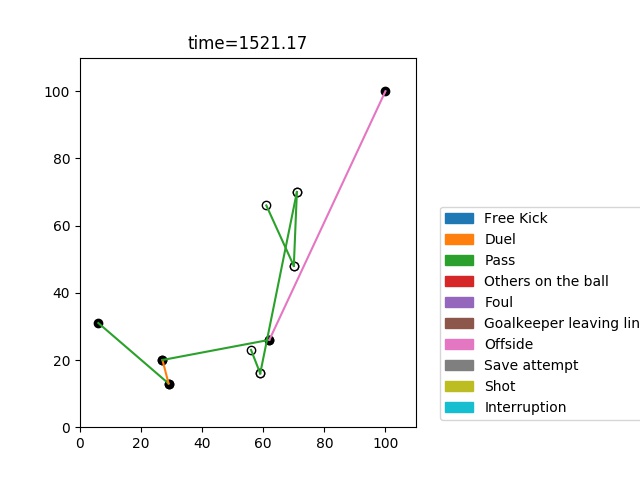 time=1521.17
100
80
60
40
20
0
0 20 40 60 80 100
Free Kick
Duel
Pass
Others on the ball
Foul
Goalkeeper leaving lin
Offside
Save attempt
Shot
Interruption